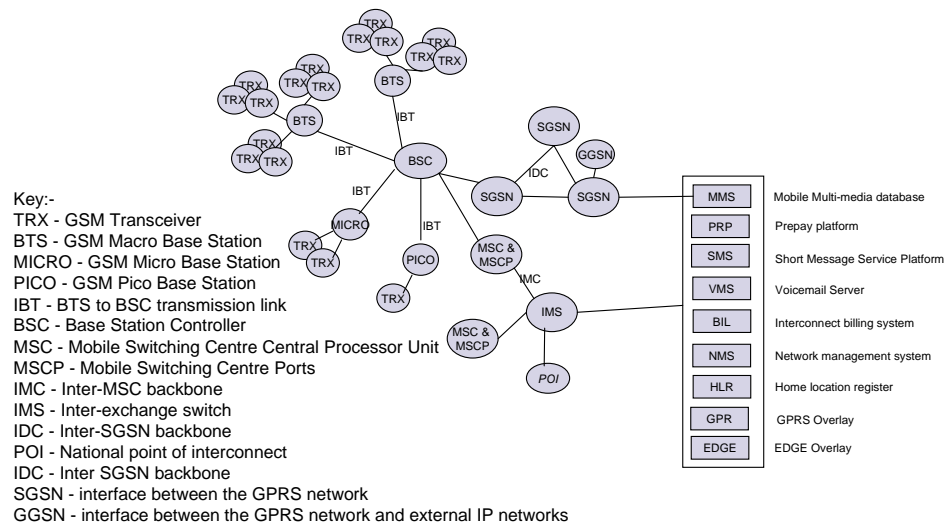 TRX
TRX TRX
TRX
TRX TRX
BTS
TRX
TRX TRX
TRX
TRX TRX
BTS
TRX
TRX TRX
IBT
IBT
BSC
SGSN
GGSN
IDC
SGSN
SGSN
IBT
MICRO
TRX
TRX
IBT
PICO
TRX
MSC &
MSCP
IMC
IMS
MSC &
MSCP
POI
MMS Mobile Multi-media database
PRP Prepay platform
SMS Short Message Service Platform
VMS Voicemail Server
BIL Interconnect billing system
NMS Network management system
HLR Home location register
GPR GPRS Overlay
EDGE EDGE Overlay
Key:-
TRX - GSM Transceiver
BTS - GSM Macro Base Station
MICRO - GSM Micro Base Station
PICO - GSM Pico Base Station
IBT - BTS to BSC transmission link
BSC - Base Station Controller
MSC - Mobile Switching Centre Central Processor Unit
MSCP - Mobile Switching Centre Ports
IMC - Inter-MSC backbone
IMS - Inter-exchange switch
IDC - Inter-SGSN backbone
POI - National point of interconnect
IDC - Inter SGSN backbone
SGSN - interface between the GPRS network
GGSN - interface between the GPRS network and external IP networks